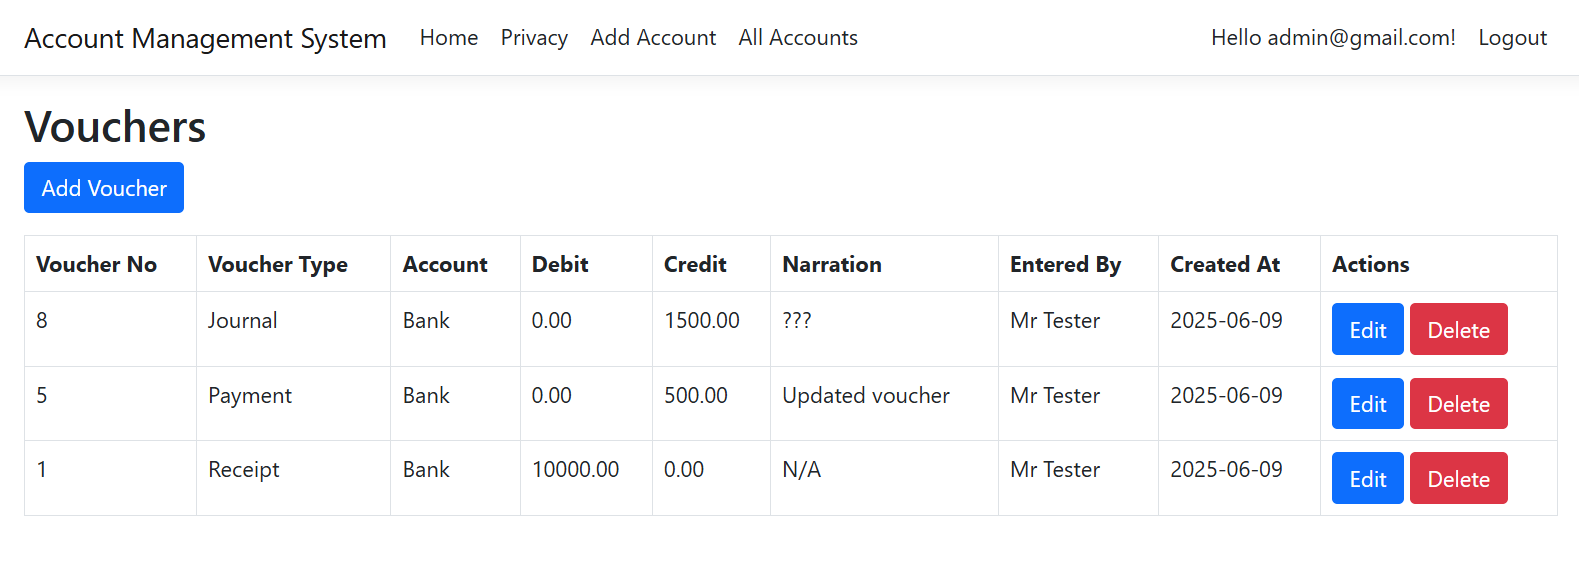 Account Management System Home Privacy Add Account All Accounts Hello admin@gmail.com! Logout
Vouchers
Add Voucher
Voucher No Voucher Type Account Debit Credit Narration Entered By Created At Actions
8 Journal Bank 0.00 1500.00 ??? Mr Tester 2025-06-09 Edit Delete
5 Payment Bank 0.00 500.00 Updated voucher Mr Tester 2025-06-09 Edit Delete
1 Receipt Bank 10000.00 0.00 N/A Mr Tester 2025-06-09 Edit Delete